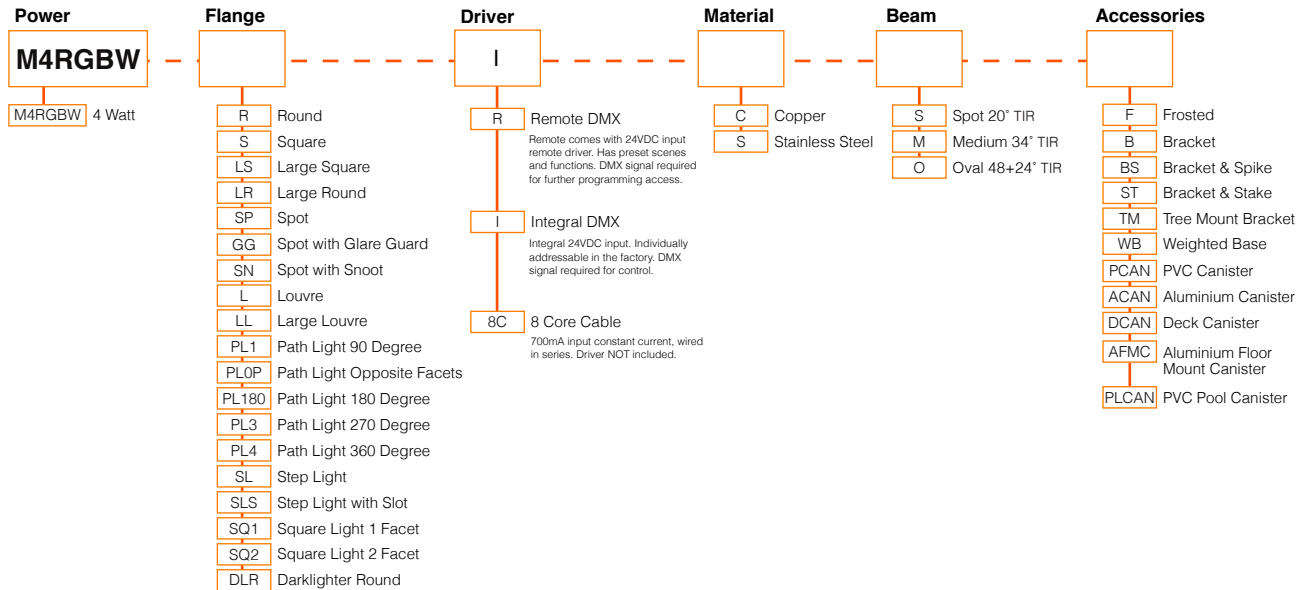 Power
M4RGBW
M4RGBW 4 Watt
Flange
R Round
S Square
LS Large Square
LR Large Round
SP Spot
GG Spot with Glare Guard
SN Spot with Snoot
L Louvre
LL Large Louvre
PL1 Path Light 90 Degree
PL0P Path Light Opposite Facets
PL180 Path Light 180 Degree
PL3 Path Light 270 Degree
PL4 Path Light 360 Degree
SL Step Light
SLS Step Light with Slot
SQ1 Square Light 1 Facet
SQ2 Square Light 2 Facet
DLR Darklighter Round
Driver
I
R Remote DMX
Remote comes with 24VDC input
remote driver. Has preset scenes
and functions. DMX signal required
for further programming access.
I Integral DMX
Integral 24VDC input. Individually
addressable in the factory. DMX
signal required for control.
8C 8 Core Cable
700mA input constant current, wired
in series. Driver NOT included.
Material
C Copper
S Stainless Steel
Beam
S Spot 20° TIR
M Medium 34° TIR
O Oval 48+24° TIR
Accessories
F Frosted
B Bracket
BS Bracket & Spike
ST Bracket & Stake
TM Tree Mount Bracket
WB Weighted Base
PCAN PVC Canister
ACAN Aluminium Canister
DCAN Deck Canister
AFMC Aluminium Floor
Mount Canister
PLCAN PVC Pool Canister